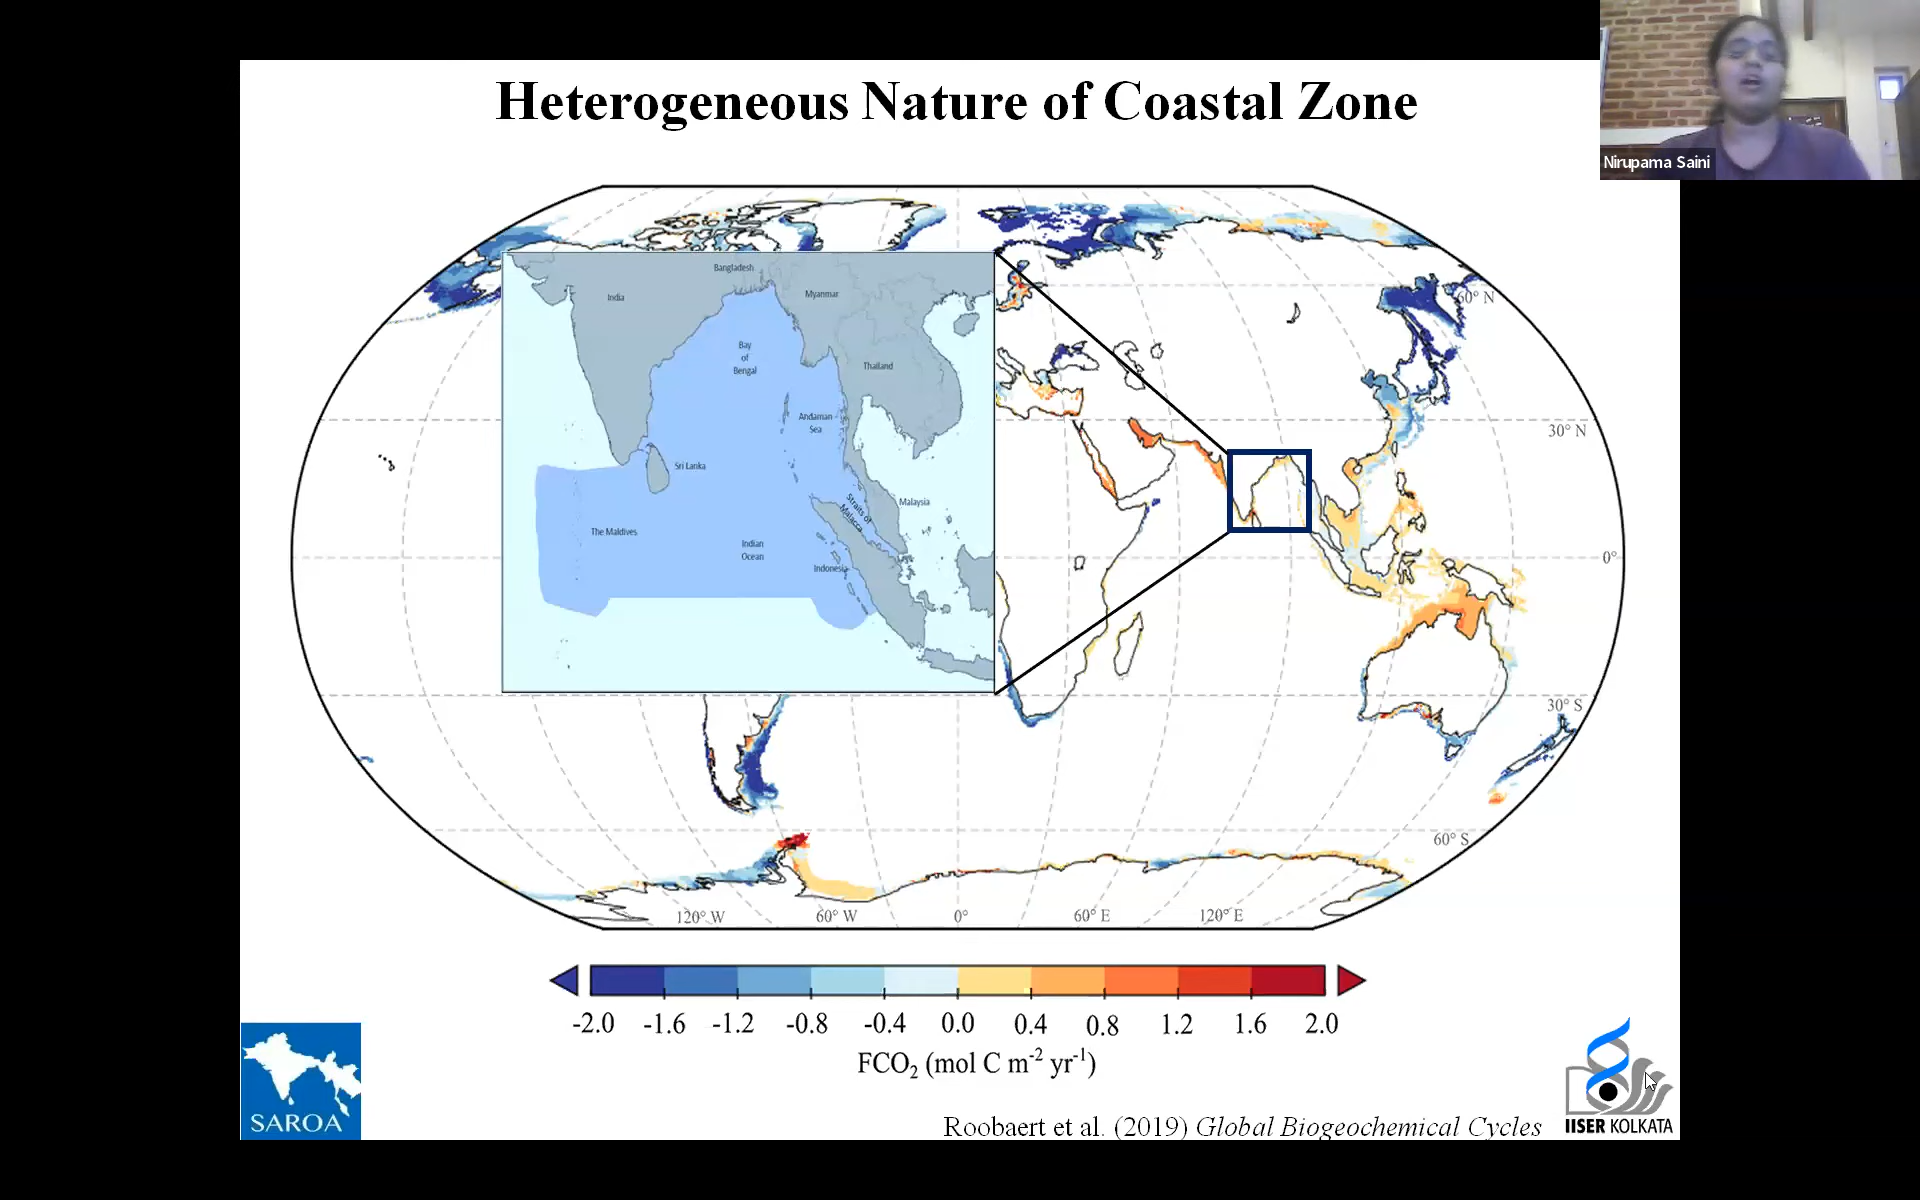 Heterogeneous Nature of Coastal Zone
Nirupama Saini
Bangladesh
India
Myanmar
Bay
of
Bengal
Thailand
Andaman
Sea
Sri Lanka
Straits of
Malacca
Malaysia
The Maldives
Indian
Ocean
Indonesia
60° N
30° N
0°
30° S
60° S
120° W
60° W
0°
60° E
120° E
-2.0 -1.6 -1.2 -0.8 -0.4 0.0 0.4 0.8 1.2 1.6 2.0
FCO₂ (mol C m⁻² yr⁻¹)
SAROA
Roobaert et al. (2019) Global Biogeochemical Cycles
IISER KOLKATA